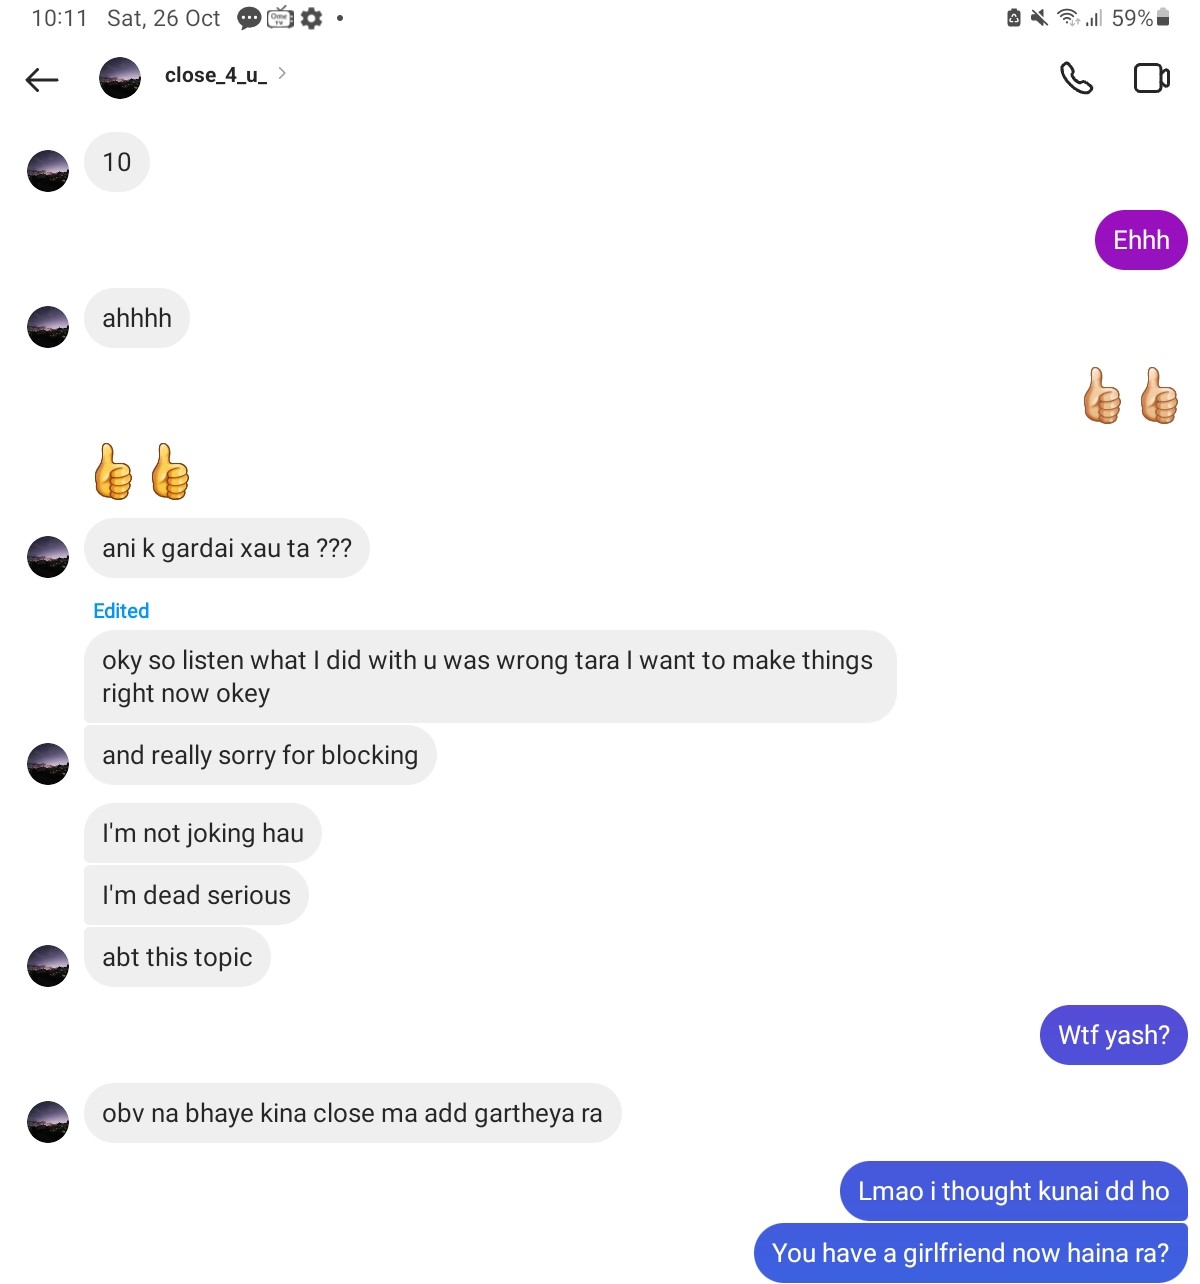 10:11 Sat, 26 Oct
59%
close_4_u_
10
Ehhh
ahhhh
👍🏼 👍🏼
👍 👍
ani k gardai xau ta ???
Edited
oky so listen what I did with u was wrong tara I want to make things
right now okey
and really sorry for blocking
I'm not joking hau
I'm dead serious
abt this topic
Wtf yash?
obv na bhaye kina close ma add gartheya ra
Lmao i thought kunai dd ho
You have a girlfriend now haina ra?